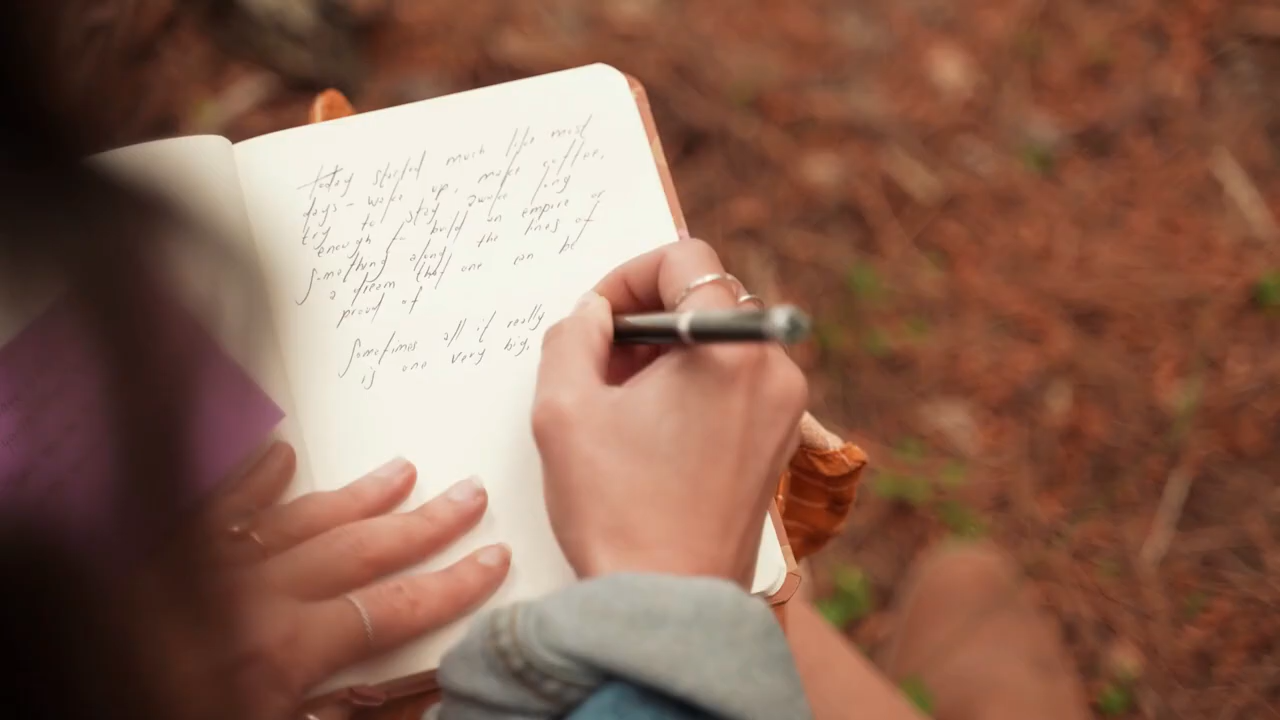 today started much like most
days - wake up, make coffee,
try to stay awake long
enough to build an empire or
something along the lines of
a dream that one can be
proud of
Sometimes all it really
is one very big,